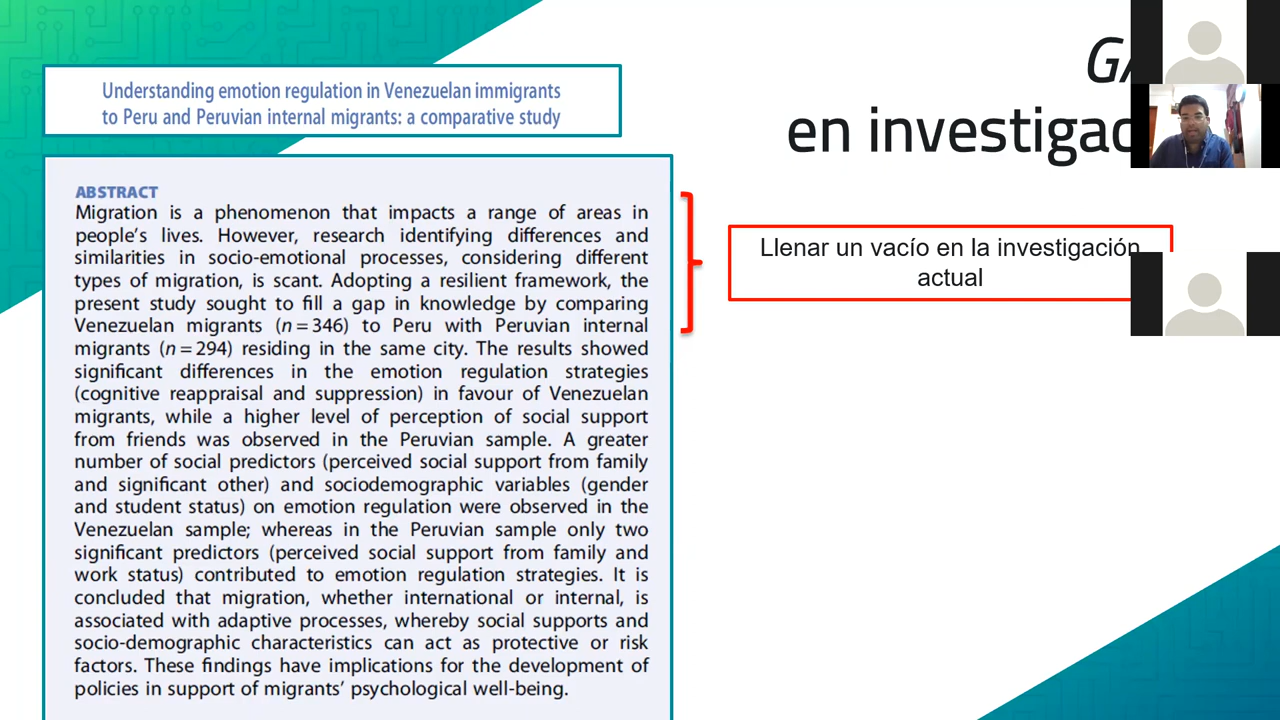 Understanding emotion regulation in Venezuelan immigrants
to Peru and Peruvian internal migrants: a comparative study
en
ABSTRACT
Migration is a phenomenon that impacts a range of areas in
people's lives. However, research identifying differences and
similarities in socio-emotional processes, considering different
types of migration, is scant. Adopting a resilient framework, the
present study sought to fill a gap in knowledge by comparing
Venezuelan migrants (n = 346) to Peru with Peruvian internal
migrants (n = 294) residing in the same city. The results showed
significant differences in the emotion regulation strategies
(cognitive reappraisal and suppression) in favour of Venezuelan
migrants, while a higher level of perception of social support
from friends was observed in the Peruvian sample. A greater
number of social predictors (perceived social support from family
and significant other) and sociodemographic variables (gender
and student status) on emotion regulation were observed in the
Venezuelan sample; whereas in the Peruvian sample only two
significant predictors (perceived social support from family and
work status) contributed to emotion regulation strategies. It is
concluded that migration, whether international or internal, is
associated with adaptive processes, whereby social supports and
socio-demographic characteristics can act as protective or risk
factors. These findings have implications for the development of
policies in support of migrants' psychological well-being.
Llenar un vacío en la investigación
actual